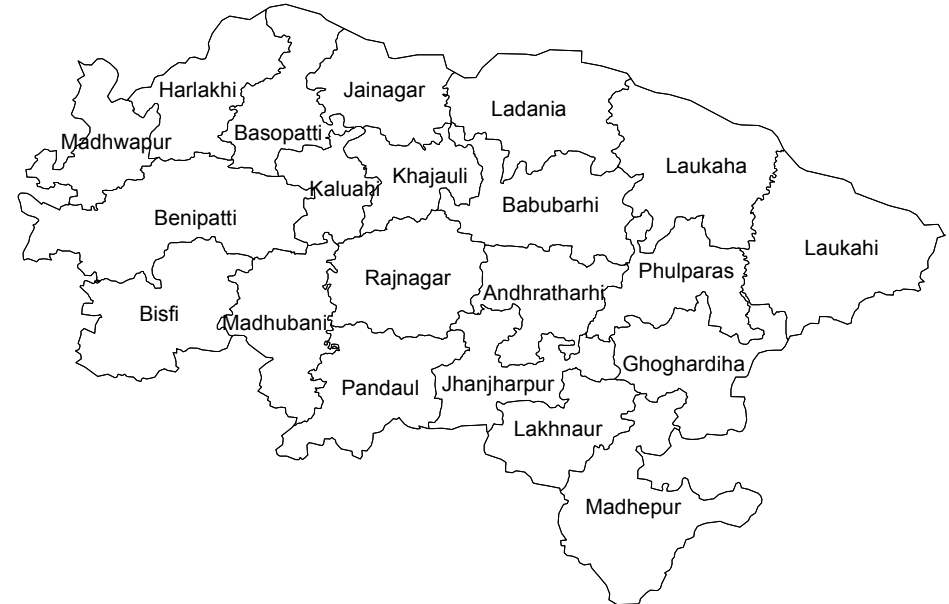 Harlakhi
Jainagar
Ladania
Madhwapur
Basopatti
Laukaha
Kaluahi
Khajauli
Babubarhi
Benipatti
Laukahi
Rajnagar
Phulparas
Andhratharhi
Bisfi
Madhubani
Ghoghardiha
Pandaul
Jhanjharpur
Lakhnaur
Madhepur